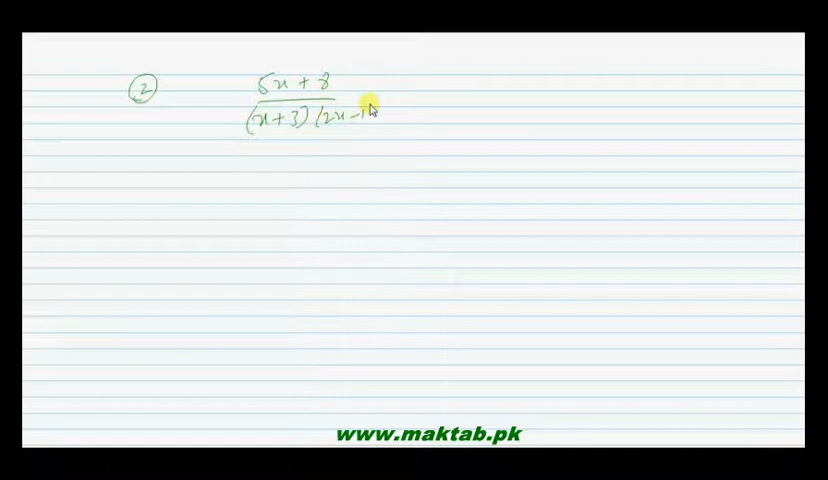 ② 5x + 8
(x + 3) (2x - 1
www.maktab.pk